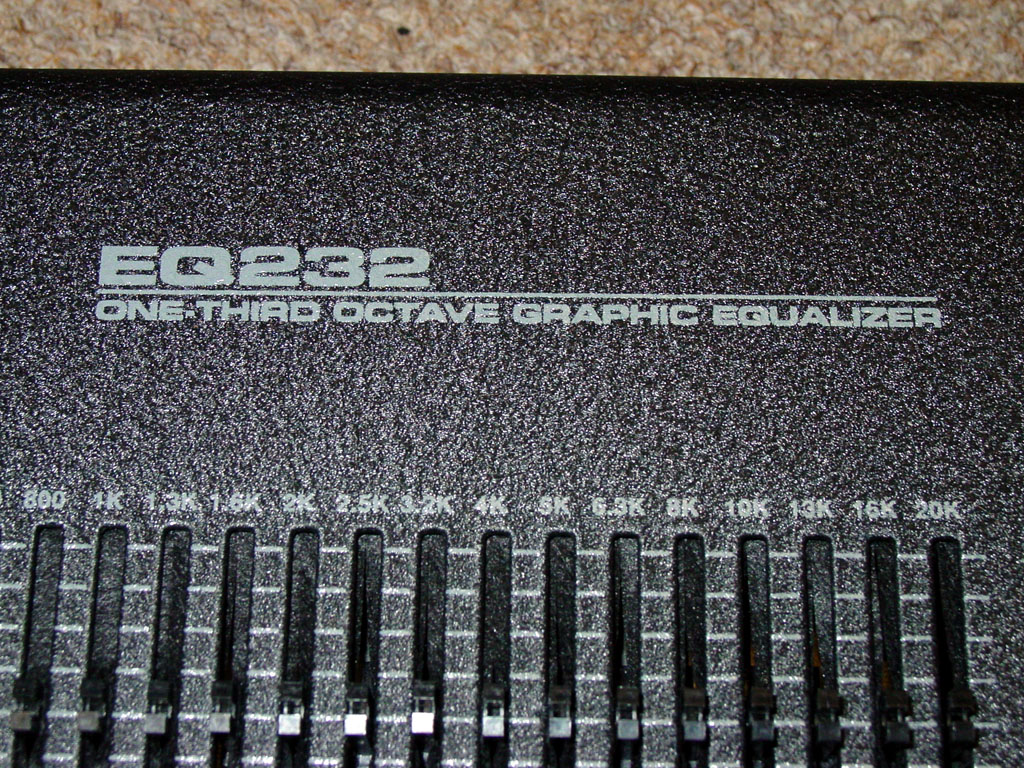 EQ232
ONE-THIRD OCTAVE GRAPHIC EQUALIZER
800 1K 1.3K 1.6K 2K 2.5K 3.2K 4K 5K 6.3K 8K 10K 13K 16K 20K